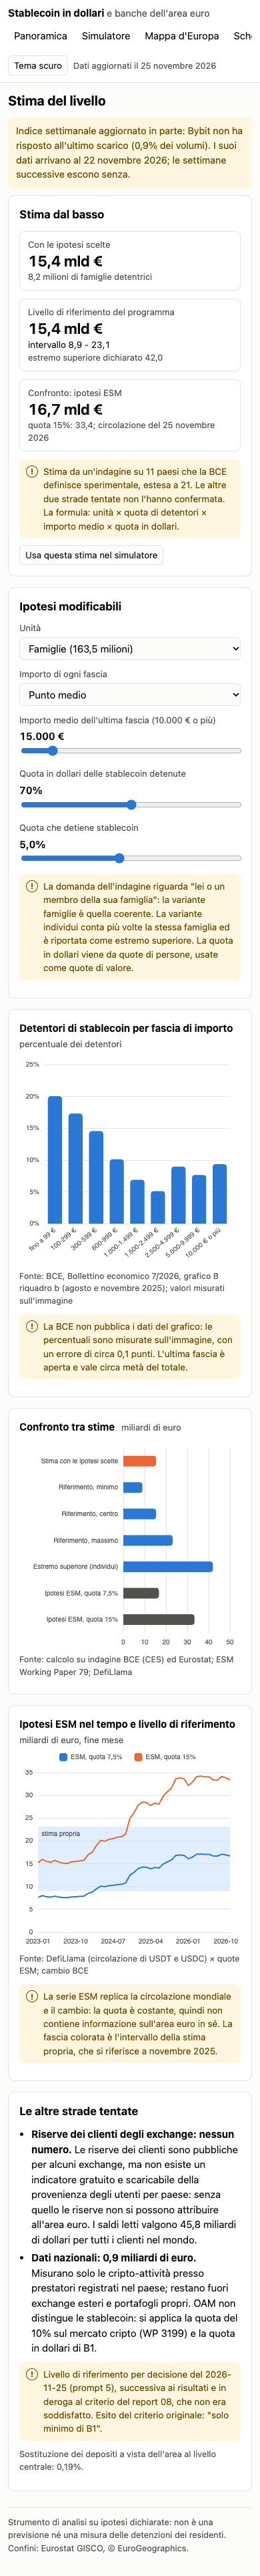 Stablecoin in dollari e banche dell'area euro
Panoramica Simulatore Mappa d'Europa Sch
Tema scuro Dati aggiornati il 25 novembre 2026
Stima del livello
Indice settimanale aggiornato in parte: Bybit non ha
risposto all'ultimo scarico (0,9% dei volumi). I suoi
dati arrivano al 22 novembre 2026; le settimane
successive escono senza.
Stima dal basso
Con le ipotesi scelte
15,4 mld €
8,2 milioni di famiglie detentrici
Livello di riferimento del programma
15,4 mld €
intervallo 8,9 - 23,1
estremo superiore dichiarato 42,0
Confronto: ipotesi ESM
16,7 mld €
quota 15%: 33,4; circolazione del 25 novembre
2026
Stima da un'indagine su 11 paesi che la BCE
definisce sperimentale, estesa a 21. Le altre
due strade tentate non l'hanno confermata.
La formula: unità × quota di detentori ×
importo medio × quota in dollari.
Usa questa stima nel simulatore
Ipotesi modificabili
Unità
Famiglie (163,5 milioni)
Importo di ogni fascia
Punto medio
Importo medio dell'ultima fascia (10.000 € o più)
15.000 €
Quota in dollari delle stablecoin detenute
70%
Quota che detiene stablecoin
5,0%
La domanda dell'indagine riguarda "lei o un
membro della sua famiglia": la variante
famiglie è quella coerente. La variante
individui conta più volte la stessa famiglia ed
è riportata come estremo superiore. La quota
in dollari viene da quote di persone, usate
come quote di valore.
Detentori di stablecoin per fascia di importo
percentuale dei detentori
25%
20%
15%
10%
5%
0%
fino a 99 €
100-299 €
300-599 €
600-999 €
1.000-1.499 €
1.500-2.499 €
2.500-4.999 €
5.000-9.999 €
10.000 € o più
Fonte: BCE, Bollettino economico 7/2026, grafico B
riquadro b (agosto e novembre 2025); valori misurati
sull'immagine
La BCE non pubblica i dati del grafico: le
percentuali sono misurate sull'immagine, con
un errore di circa 0,1 punti. L'ultima fascia è
aperta e vale circa metà del totale.
Confronto tra stime miliardi di euro
Stima con le ipotesi scelte
Riferimento, minimo
Riferimento, centro
Riferimento, massimo
Estremo superiore (individui)
Ipotesi ESM, quota 7,5%
Ipotesi ESM, quota 15%
0 10 20 30 40 50
Fonte: calcolo su indagine BCE (CES) ed Eurostat; ESM
Working Paper 79; DefiLlama
Ipotesi ESM nel tempo e livello di riferimento
miliardi di euro, fine mese
ESM, quota 7,5% ESM, quota 15%
35
30
25
20
stima propria
15
10
5
0
2023-01 2023-10 2024-07 2025-04 2026-01 2026-10
Fonte: DefiLlama (circolazione di USDT e USDC) × quote
ESM; cambio BCE
La serie ESM replica la circolazione mondiale
e il cambio: la quota è costante, quindi non
contiene informazione sull'area euro in sé. La
fascia colorata è l'intervallo della stima
propria, che si riferisce a novembre 2025.
Le altre strade tentate
• Riserve dei clienti degli exchange: nessun
numero. Le riserve dei clienti sono pubbliche
per alcuni exchange, ma non esiste un
indicatore gratuito e scaricabile della
provenienza degli utenti per paese: senza
quello le riserve non si possono attribuire
all'area euro. I saldi letti valgono 45,8 miliardi
di dollari per tutti i clienti nel mondo.
• Dati nazionali: 0,9 miliardi di euro.
Misurano solo le cripto-attività presso
prestatori registrati nel paese; restano fuori
exchange esteri e portafogli propri. OAM non
distingue le stablecoin: si applica la quota del
10% sul mercato cripto (WP 3199) e la quota
in dollari di B1.
Livello di riferimento per decisione del 2026-
11-25 (prompt 5), successiva ai risultati e in
deroga al criterio del report 08, che non era
soddisfatto. Esito del criterio originale: "solo
minimo di B1".
Sostituzione dei depositi a vista dell'area al livello
centrale: 0,19%.
Strumento di analisi su ipotesi dichiarate: non è una
previsione né una misura delle detenzioni dei residenti.
Confini: Eurostat GISCO, © EuroGeographics.